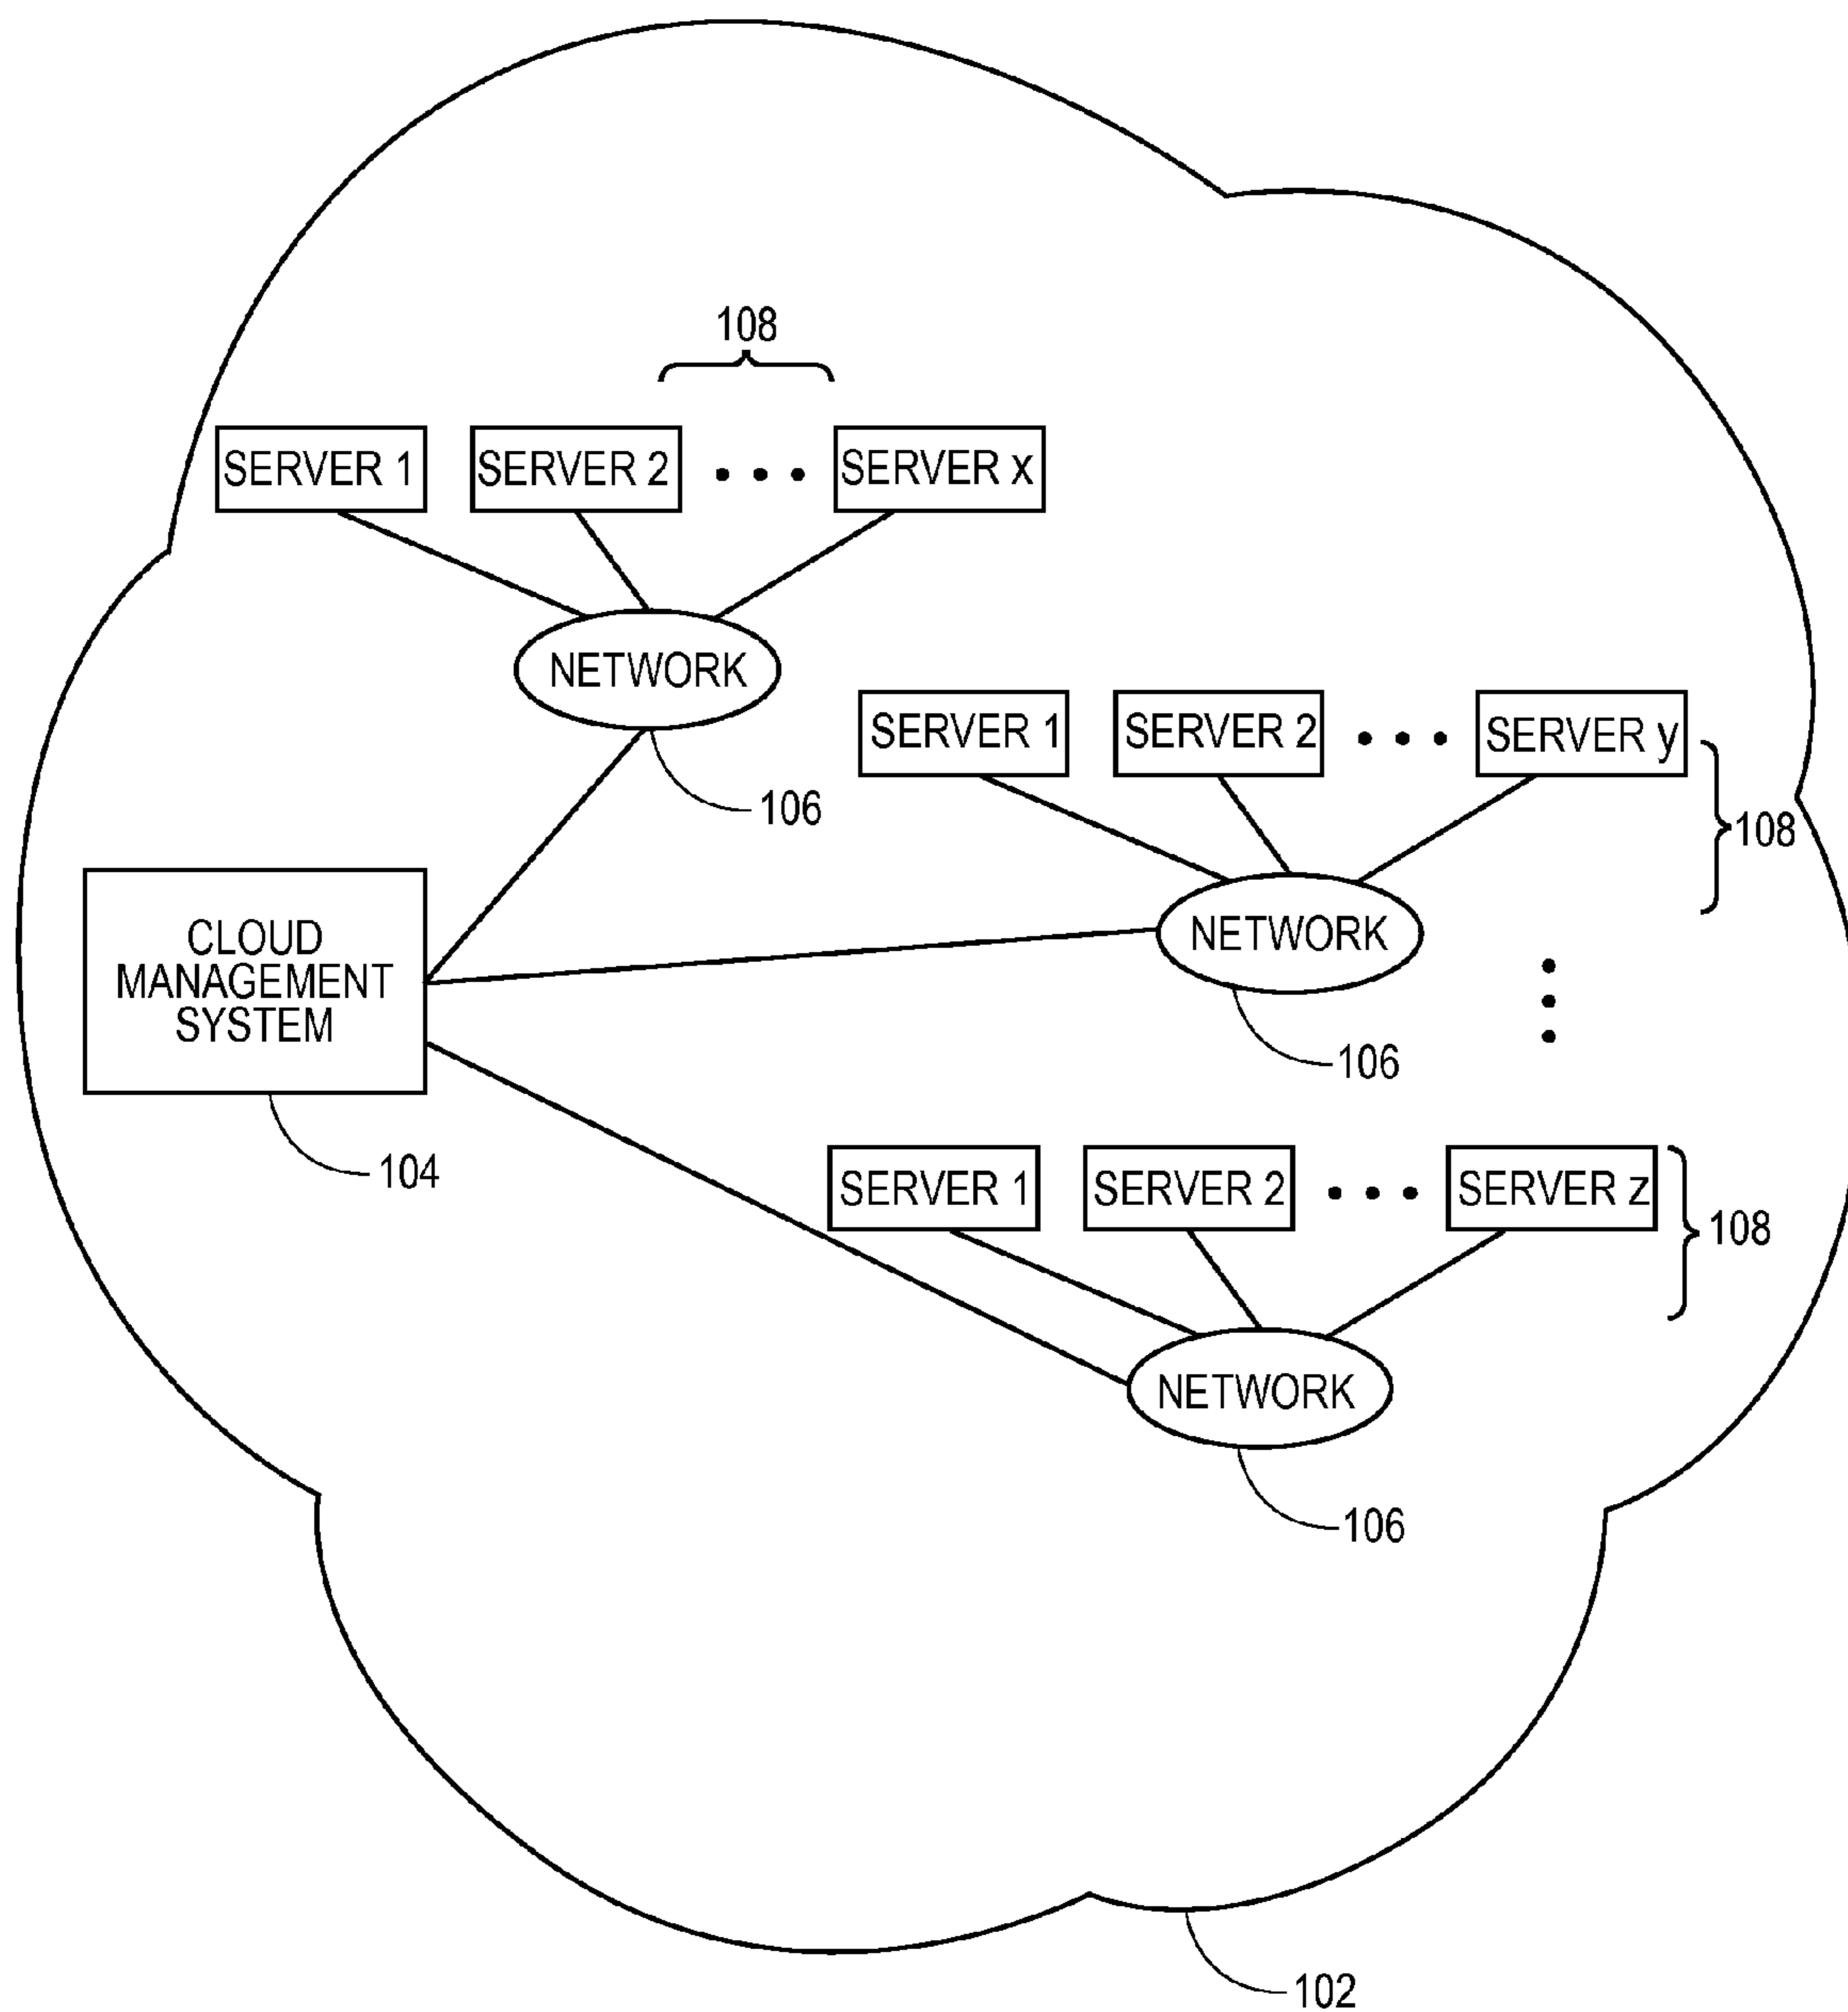 108
SERVER 1
SERVER 2
SERVER x
NETWORK
106
SERVER 1
SERVER 2
SERVER y
108
NETWORK
106
CLOUD
MANAGEMENT
SYSTEM
104
SERVER 1
SERVER 2
SERVER z
108
NETWORK
106
102